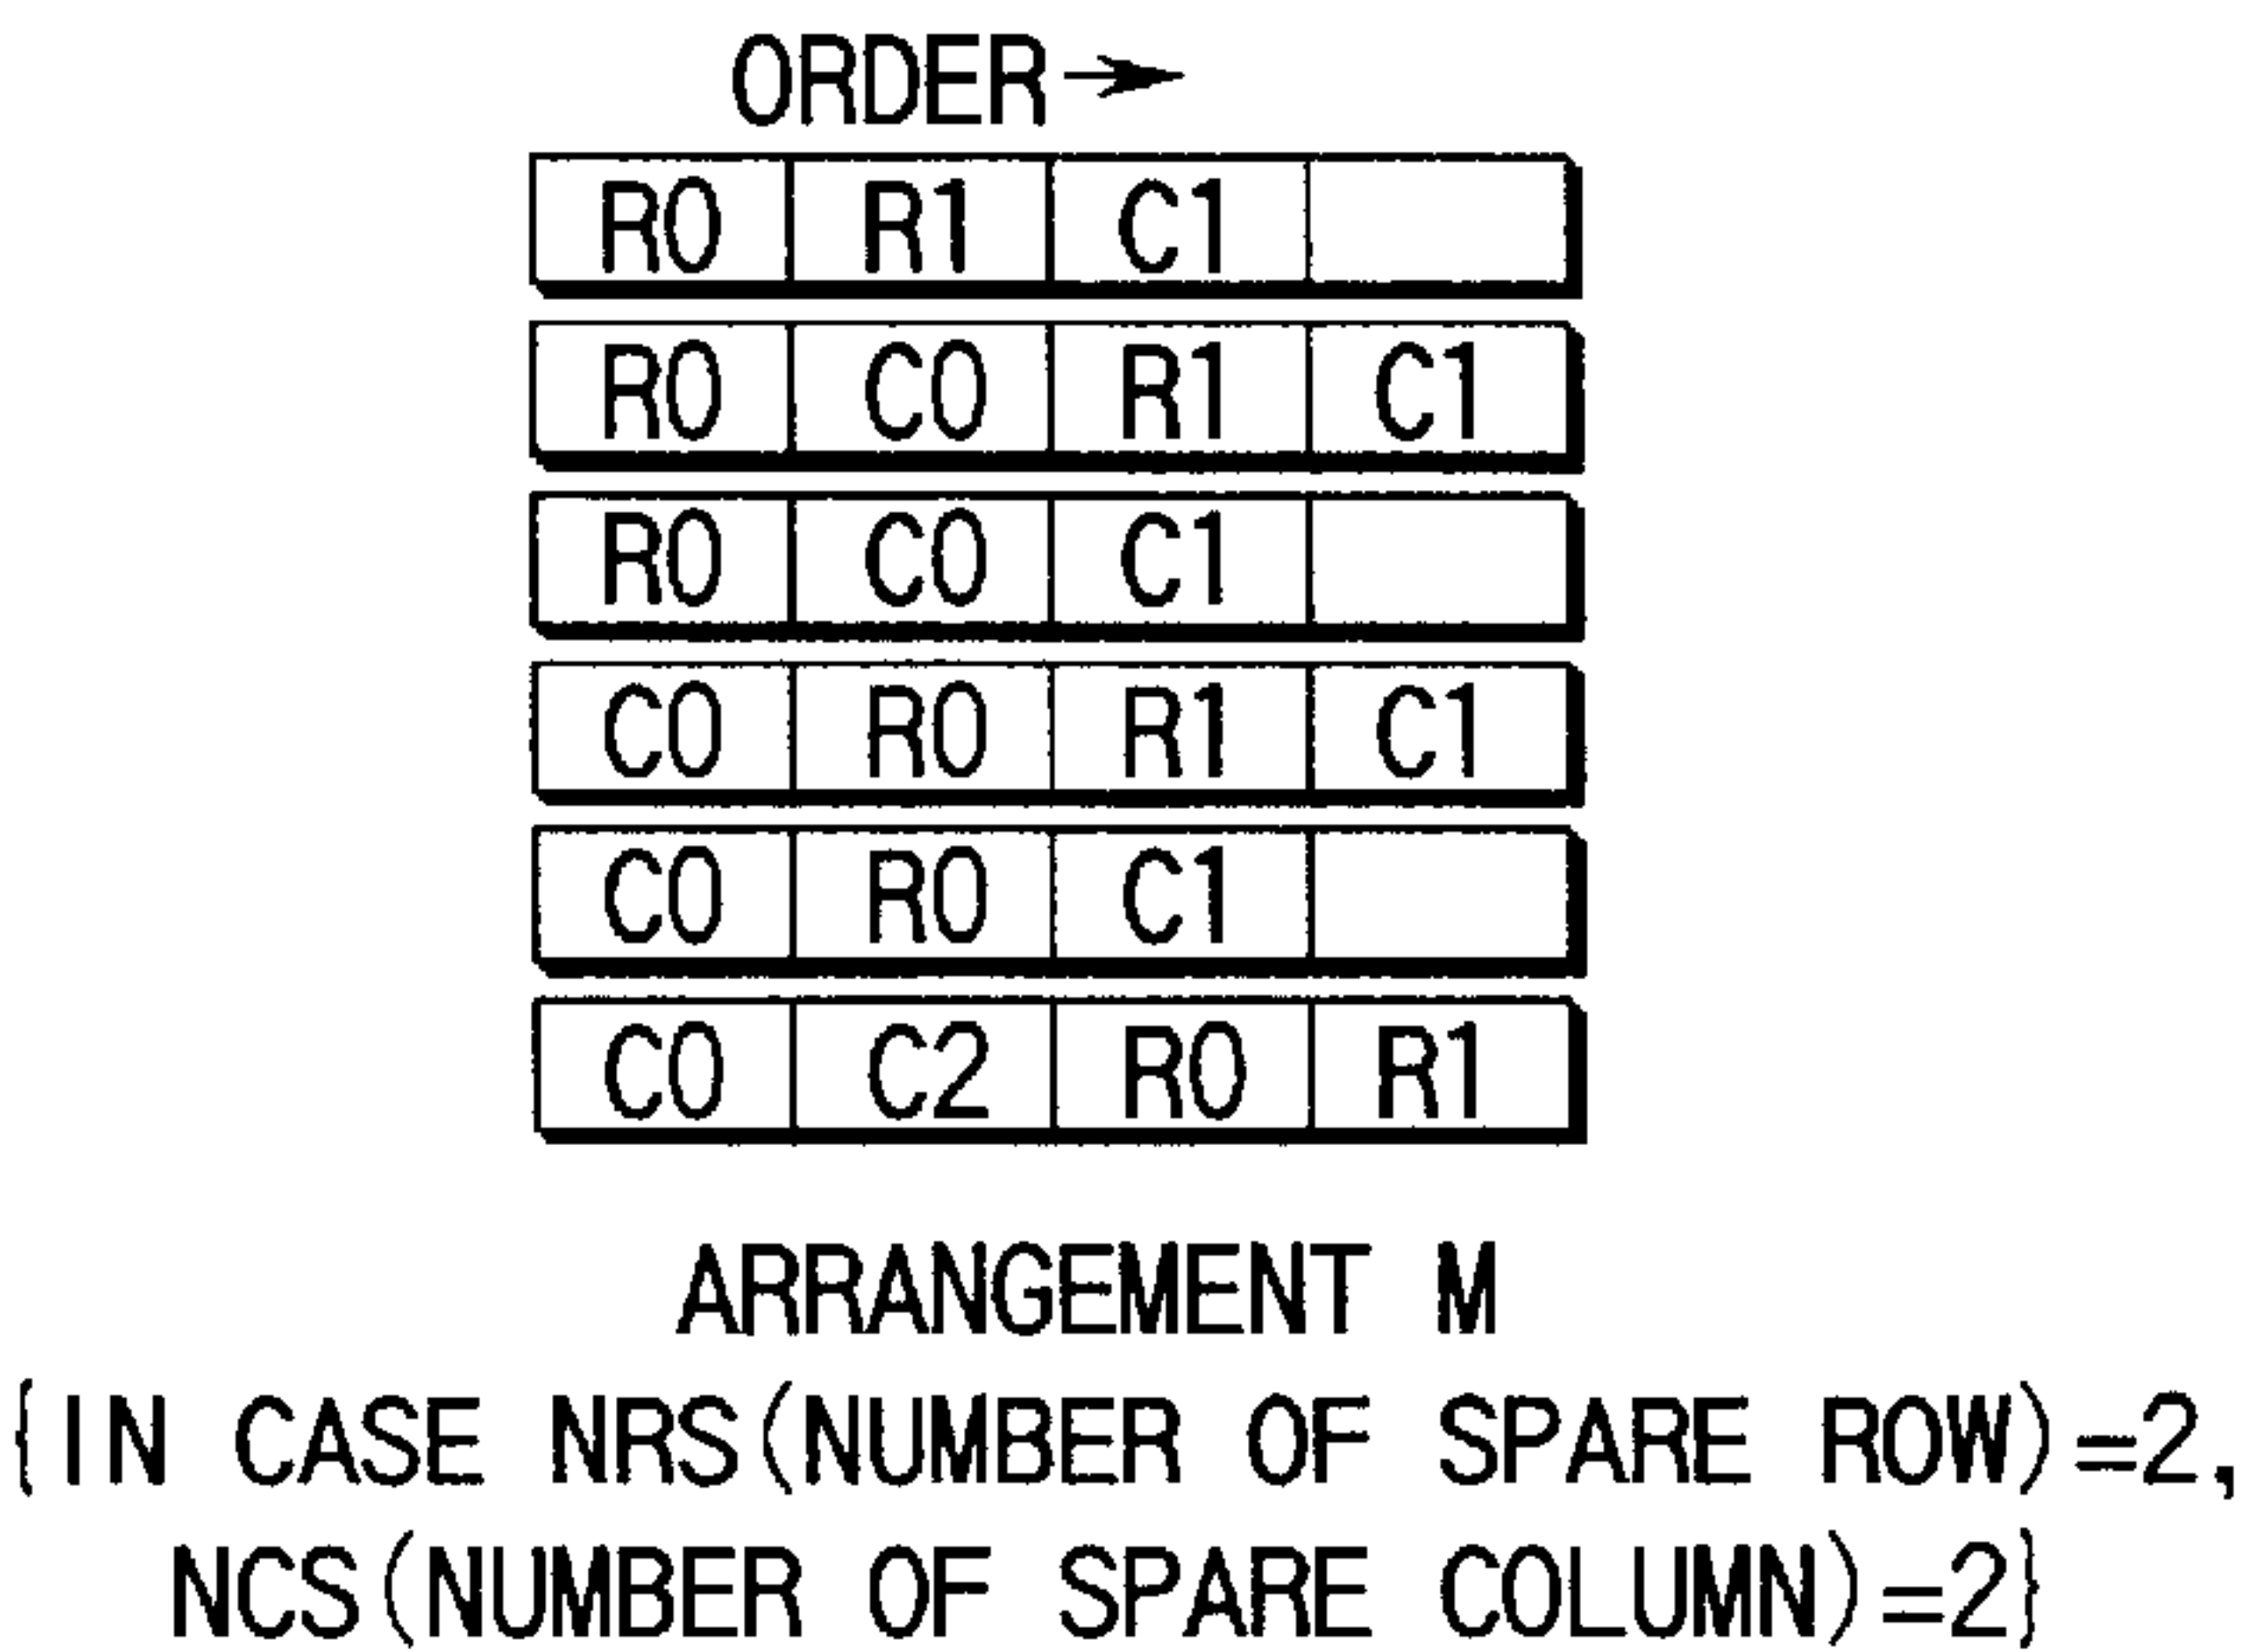 ORDER→
R0 R1 C1
R0 C0 R1 C1
R0 C0 C1
C0 R0 R1 C1
C0 R0 C1
C0 C2 R0 R1
ARRANGEMENT M
{IN CASE NRS(NUMBER OF SPARE ROW)=2,
NCS(NUMBER OF SPARE COLUMN)=2}